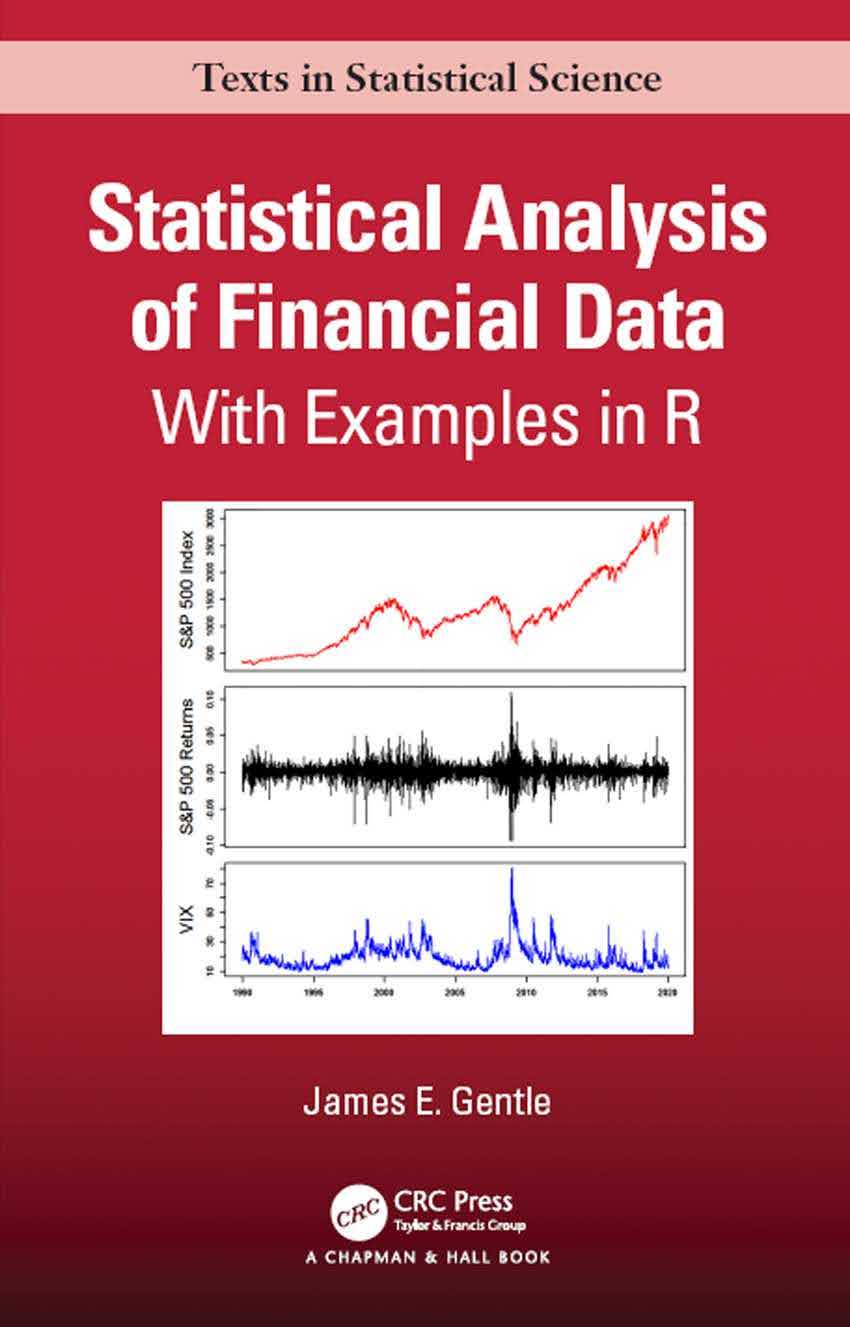 Texts in Statistical Science
Statistical Analysis
of Financial Data
With Examples in R
S&P 500 Index
500 1000 1500 2000 2500 3000
S&P 500 Returns
-0.10 -0.05 0.00 0.05 0.10
VIX
10 30 50 70
1990 1995 2000 2005 2010 2015 2020
James E. Gentle
CRC CRC Press
Taylor & Francis Group
A CHAPMAN & HALL BOOK